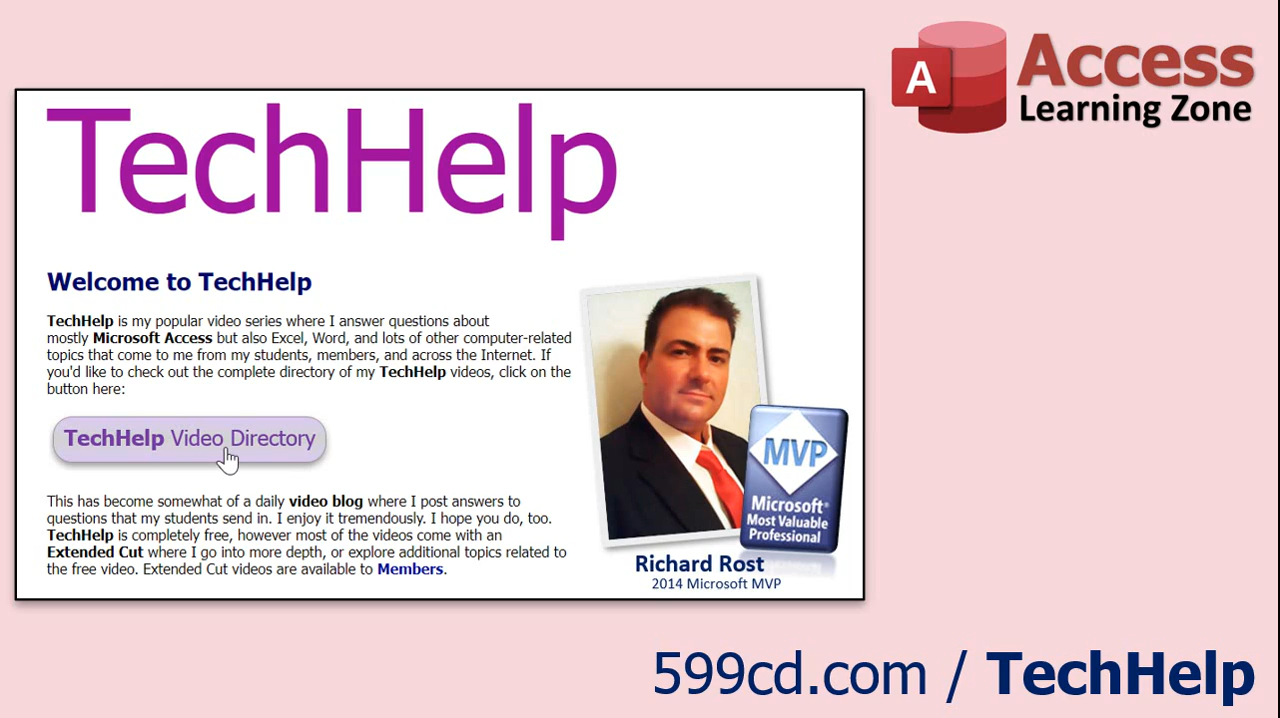 A
Access
Learning Zone
TechHelp
Welcome to TechHelp
TechHelp is my popular video series where I answer questions about
mostly Microsoft Access but also Excel, Word, and lots of other computer-related
topics that come to me from my students, members, and across the Internet. If
you'd like to check out the complete directory of my TechHelp videos, click on the
button here:
TechHelp Video Directory
This has become somewhat of a daily video blog where I post answers to
questions that my students send in. I enjoy it tremendously. I hope you do, too.
TechHelp is completely free, however most of the videos come with an
Extended Cut where I go into more depth, or explore additional topics related to
the free video. Extended Cut videos are available to Members.
MVP
Microsoft®
Most Valuable
Professional
Richard Rost
2014 Microsoft MVP
599cd.com / TechHelp